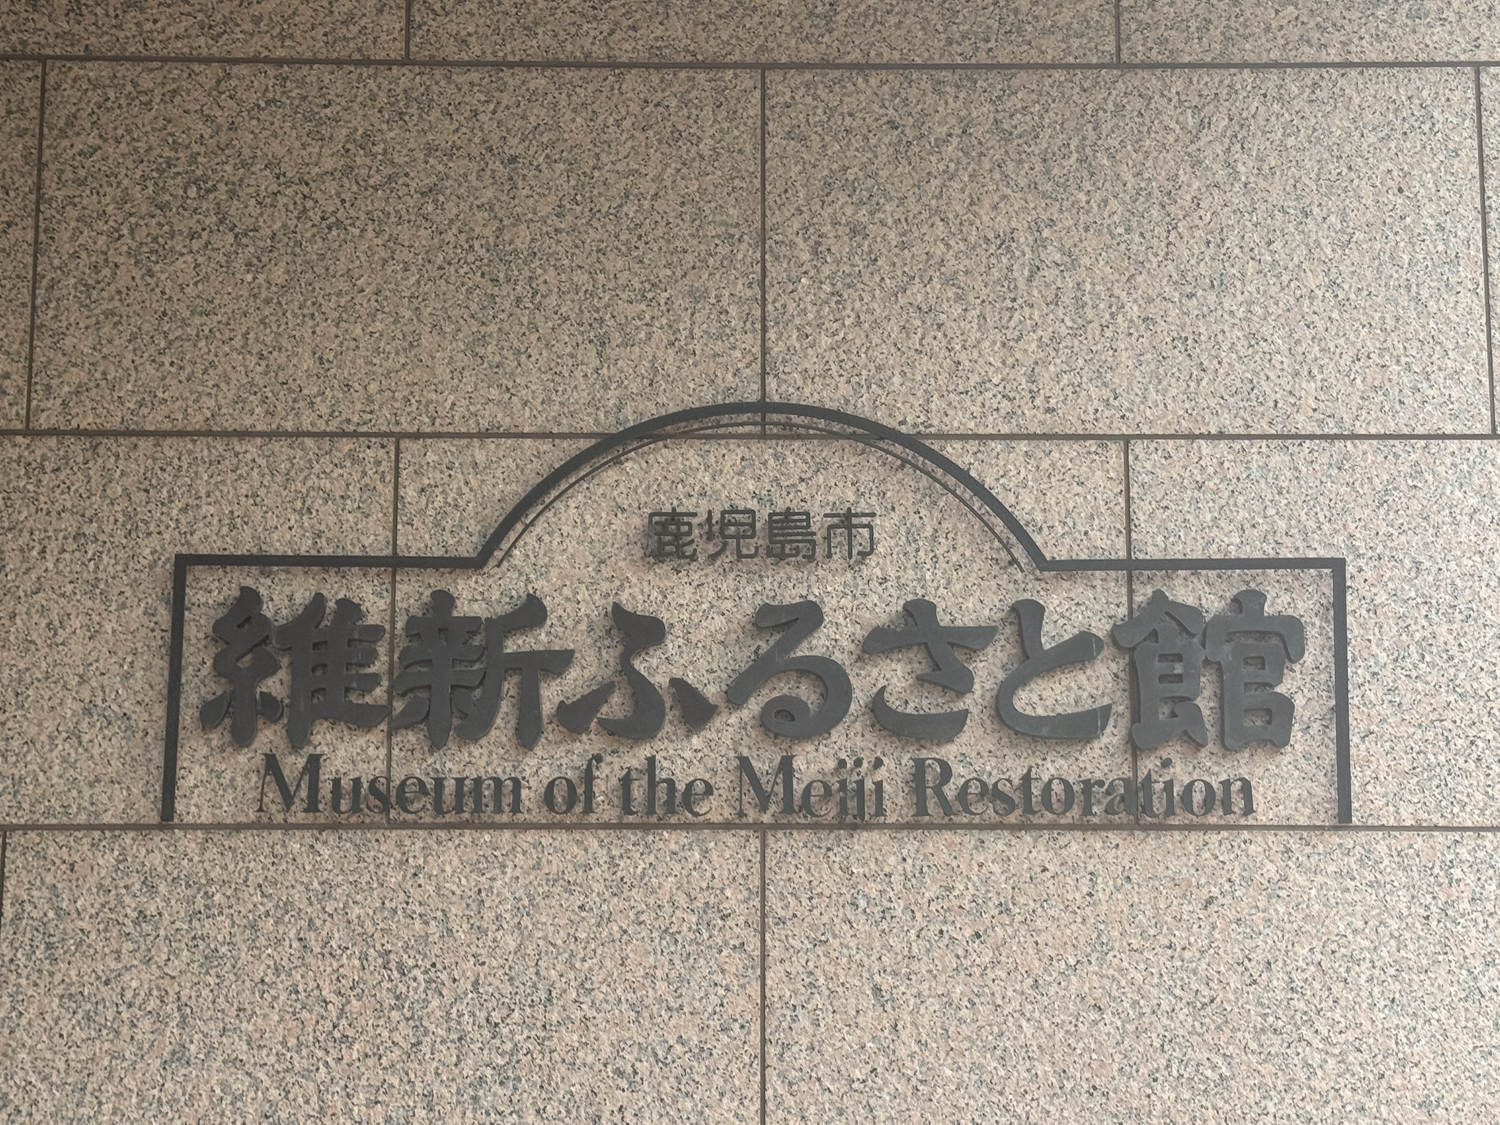 鹿児島市
維新ふるさと館
Museum of the Meiji Restoration